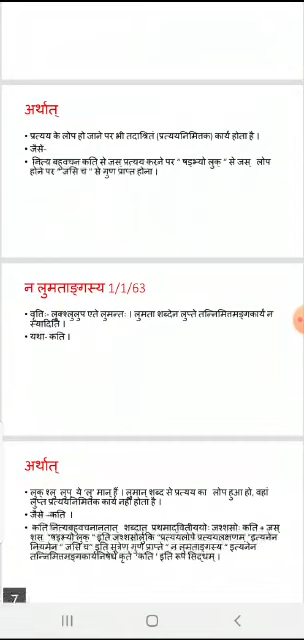 अर्थात्
• प्रत्यय के लोप हो जाने पर भी तदाश्रितं (प्रत्ययनिमित्तक) कार्य होता है ।
• जैसे-
• नित्य बहुवचन कति से जस् प्रत्यय करने पर " षड्भ्यो लुक् " से जस् लोप
होने पर " जसि च " से गुण प्राप्त होना ।
न लुमताङ्गस्य 1/1/63
• वृत्तिः- लुक्श्लुलुप एते लुमन्तः । लुमता शब्देन लुप्ते तन्निमित्तमङ्गकार्यं न
स्यादिति ।
• यथा- कति ।
अर्थात्
• लुक् श्लु लुप् ये 'लु' मान् हैं । लुमान् शब्द से प्रत्यय का लोप हुआ हो, वहां
लुप्त प्रत्ययनिमित्तक कार्य नहीं होता है ।
• जैसे –कति ।
• कति नित्यबहुवचनान्तात् शब्दात् प्रथमाद्वितीययोः जश्शसोः कति + जस्
शस् "षड्भ्यो लुक् " इति जश्शसोर्लुकि "प्रत्ययलोपे प्रत्ययलक्षणम् "इत्यनेन
नियमेन " जसि च" इति सूत्रेण गुणे प्राप्ते " न लुमताङ्गस्य " इत्यनेन
तन्निमित्तमङ्गकार्यनिषेधे कृते "कति ' इति रूपं सिद्धम् ।
7